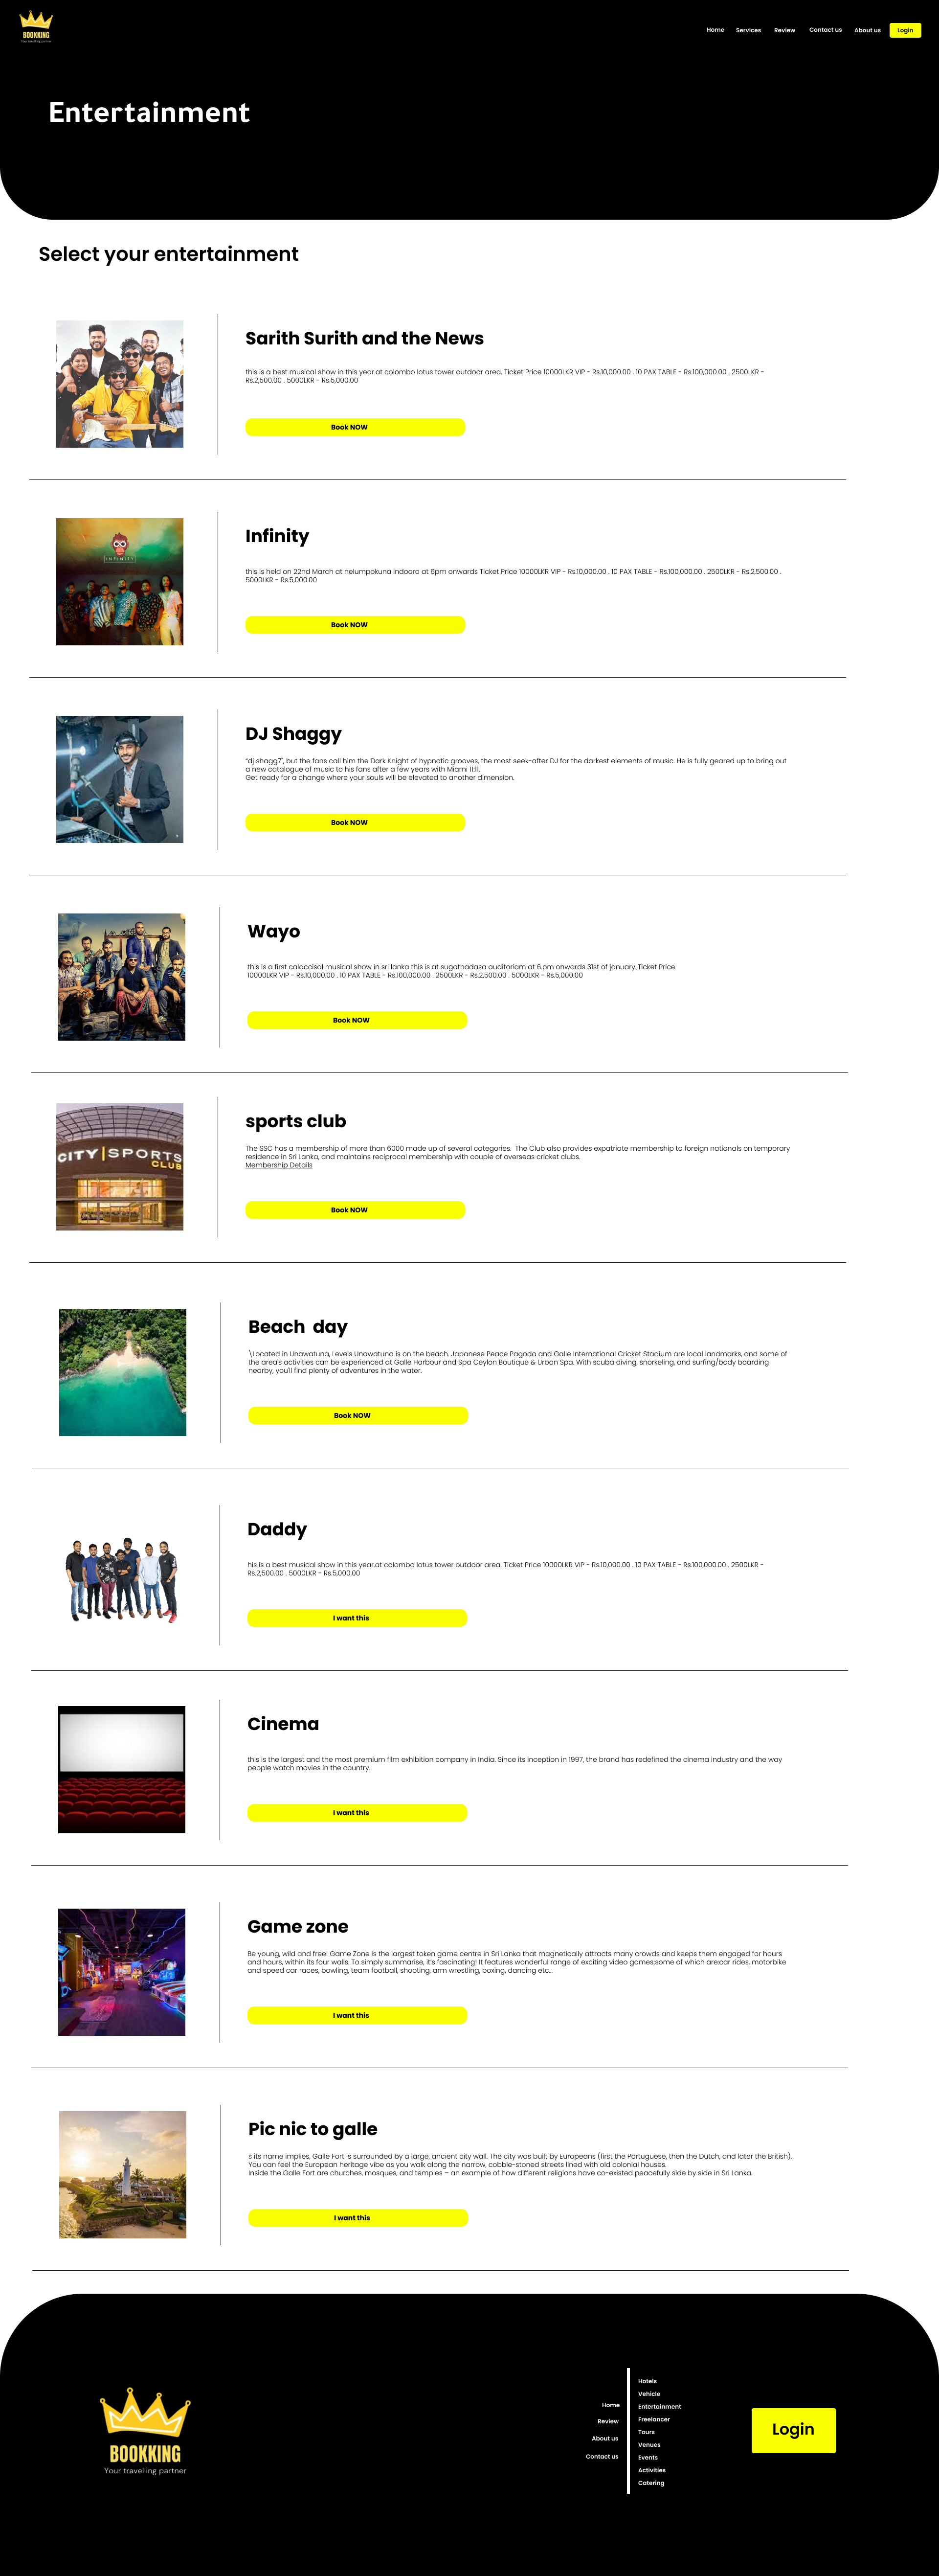 BOOKKING
Your travelling partner
Home
Services
Review
Contact us
About us
Login
Entertainment
Select your entertainment
Sarith Surith and the News
this is a best musical show in this year.at colombo lotus tower outdoor area. Ticket Price 10000LKR VIP - Rs.10,000.00 . 10 PAX TABLE - Rs.100,000.00 . 2500LKR -
Rs.2,500.00 . 5000LKR - Rs.5,000.00
Book NOW
INFINITY
Infinity
this is held on 22nd March at nelumpokuna indoora at 6pm onwards Ticket Price 10000LKR VIP - Rs.10,000.00 . 10 PAX TABLE - Rs.100,000.00 . 2500LKR - Rs.2,500.00 .
5000LKR - Rs.5,000.00
Book NOW
DJ Shaggy
"dj shagg7", but the fans call him the Dark Knight of hypnotic grooves, the most seek-after DJ for the darkest elements of music. He is fully geared up to bring out
a new catalogue of music to his fans after a few years with Miami 11:11.
Get ready for a change where your souls will be elevated to another dimension.
Book NOW
Wayo
this is a first calaccisol musical show in sri lanka this is at sugathadasa auditoriam at 6.pm onwards 31st of january,,Ticket Price
10000LKR VIP - Rs.10,000.00 . 10 PAX TABLE - Rs.100,000.00 . 2500LKR - Rs.2,500.00 . 5000LKR - Rs.5,000.00
Book NOW
CITY|SPORTS
CLUB
sports club
The SSC has a membership of more than 6000 made up of several categories.  The Club also provides expatriate membership to foreign nationals on temporary
residence in Sri Lanka, and maintains reciprocal membership with couple of overseas cricket clubs.
Membership Details
Book NOW
Beach  day
\Located in Unawatuna, Levels Unawatuna is on the beach. Japanese Peace Pagoda and Galle International Cricket Stadium are local landmarks, and some of
the area's activities can be experienced at Galle Harbour and Spa Ceylon Boutique & Urban Spa. With scuba diving, snorkeling, and surfing/body boarding
nearby, you'll find plenty of adventures in the water.
Book NOW
Daddy
his is a best musical show in this year.at colombo lotus tower outdoor area. Ticket Price 10000LKR VIP - Rs.10,000.00 . 10 PAX TABLE - Rs.100,000.00 . 2500LKR -
Rs.2,500.00 . 5000LKR - Rs.5,000.00
I want this
Cinema
this is the largest and the most premium film exhibition company in India. Since its inception in 1997, the brand has redefined the cinema industry and the way
people watch movies in the country.
I want this
Game zone
Be young, wild and free! Game Zone is the largest token game centre in Sri Lanka that magnetically attracts many crowds and keeps them engaged for hours
and hours, within its four walls. To simply summarise, it's fascinating! It features wonderful range of exciting video games;some of which are:car rides, motorbike
and speed car races, bowling, team football, shooting, arm wrestling, boxing, dancing etc...
I want this
Pic nic to galle
s its name implies, Galle Fort is surrounded by a large, ancient city wall. The city was built by Europeans (first the Portuguese, then the Dutch, and later the British).
You can feel the European heritage vibe as you walk along the narrow, cobble-stoned streets lined with old colonial houses.
Inside the Galle Fort are churches, mosques, and temples – an example of how different religions have co-existed peacefully side by side in Sri Lanka.
I want this
BOOKKING
Your travelling partner
Home
Review
About us
Contact us
Hotels
Vehicle
Entertainment
Freelancer
Tours
Venues
Events
Activities
Catering
Login